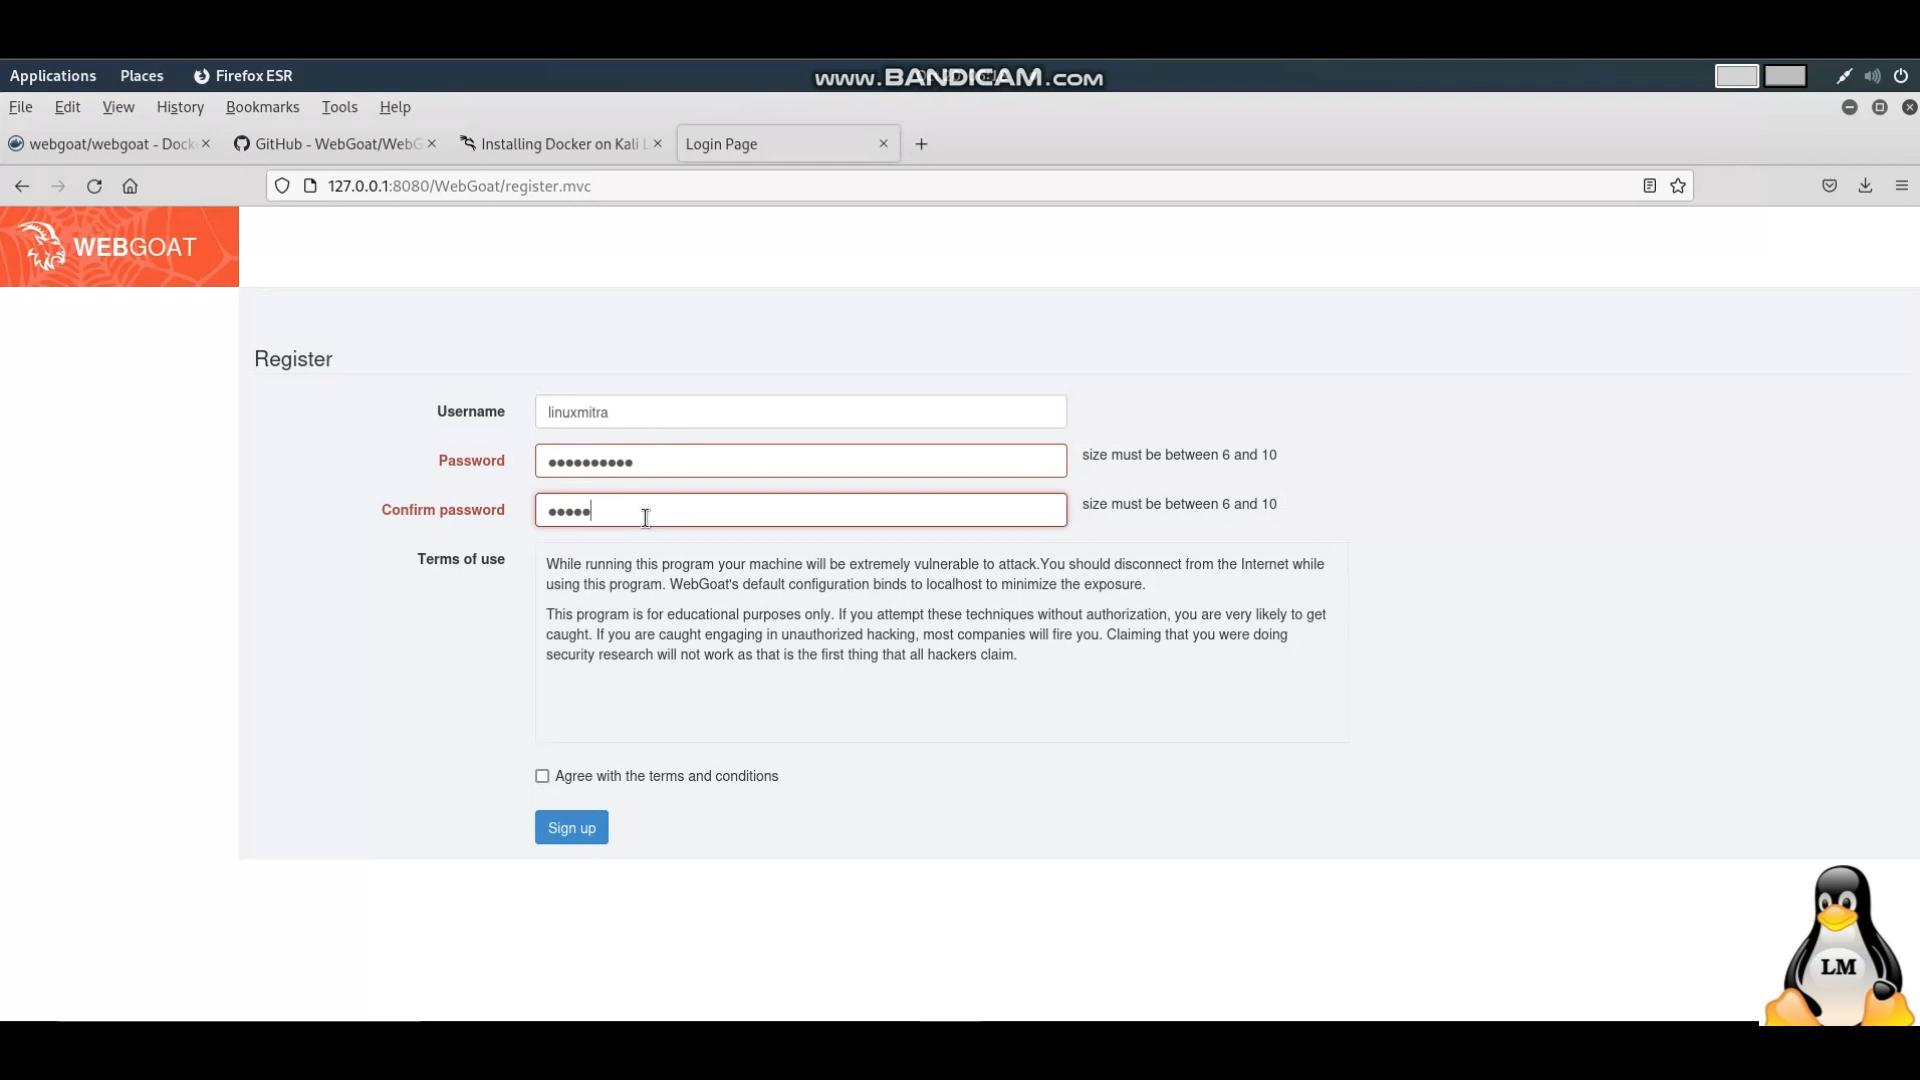 Applications Places Firefox ESR
www.BANDICAM.com
File Edit View History Bookmarks Tools Help
webgoat/webgoat - Dock
GitHub - WebGoat/WebG
Installing Docker on Kali L
Login Page
127.0.0.1:8080/WebGoat/register.mvc
WEBGOAT
Register
Username linuxmitra
Password size must be between 6 and 10
Confirm password size must be between 6 and 10
Terms of use
While running this program your machine will be extremely vulnerable to attack.You should disconnect from the Internet while
using this program. WebGoat's default configuration binds to localhost to minimize the exposure.
This program is for educational purposes only. If you attempt these techniques without authorization, you are very likely to get
caught. If you are caught engaging in unauthorized hacking, most companies will fire you. Claiming that you were doing
security research will not work as that is the first thing that all hackers claim.
Agree with the terms and conditions
Sign up
LM